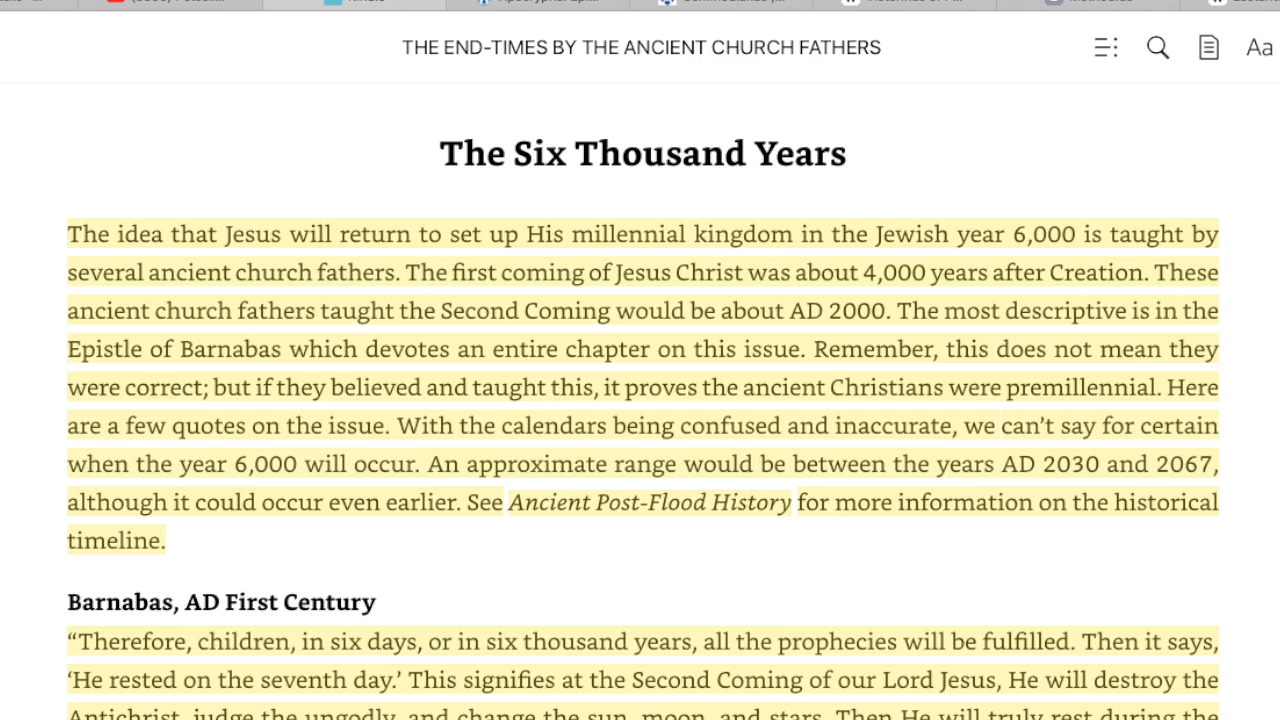 THE END-TIMES BY THE ANCIENT CHURCH FATHERS
Aa
The Six Thousand Years
The idea that Jesus will return to set up His millennial kingdom in the Jewish year 6,000 is taught by
several ancient church fathers. The first coming of Jesus Christ was about 4,000 years after Creation. These
ancient church fathers taught the Second Coming would be about AD 2000. The most descriptive is in the
Epistle of Barnabas which devotes an entire chapter on this issue. Remember, this does not mean they
were correct; but if they believed and taught this, it proves the ancient Christians were premillennial. Here
are a few quotes on the issue. With the calendars being confused and inaccurate, we can’t say for certain
when the year 6,000 will occur. An approximate range would be between the years AD 2030 and 2067,
although it could occur even earlier. See Ancient Post-Flood History for more information on the historical
timeline.
Barnabas, AD First Century
“Therefore, children, in six days, or in six thousand years, all the prophecies will be fulfilled. Then it says,
‘He rested on the seventh day.’ This signifies at the Second Coming of our Lord Jesus, He will destroy the
Antichrist, judge the ungodly, and change the sun, moon, and stars. Then He will truly rest during the